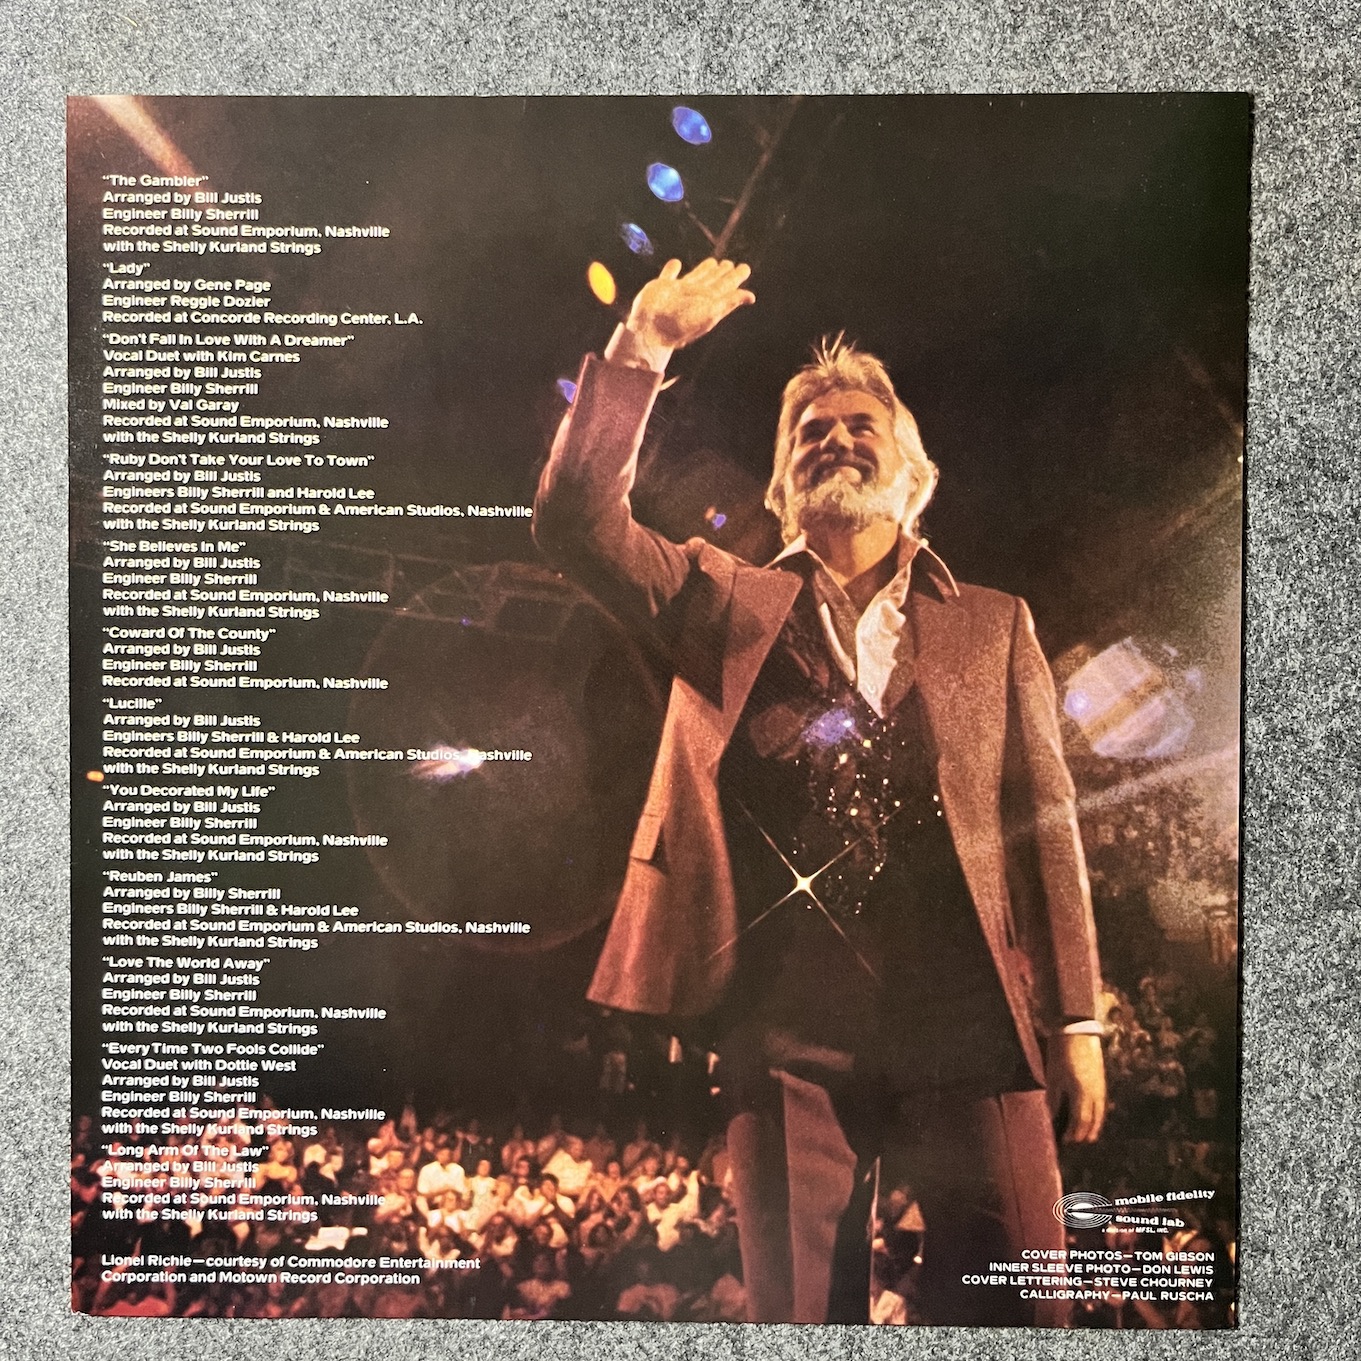 “The Gambler”
Arranged by Bill Justis
Engineer Billy Sherrill
Recorded at Sound Emporium, Nashville
with the Shelly Kurland Strings
“Lady”
Arranged by Gene Page
Engineer Reggie Dozier
Recorded at Concorde Recording Center, L.A.
“Don't Fall In Love With A Dreamer”
Vocal Duet with Kim Carnes
Arranged by Bill Justis
Engineer Billy Sherrill
Mixed by Val Garay
Recorded at Sound Emporium, Nashville
with the Shelly Kurland Strings
“Ruby Don't Take Your Love To Town”
Arranged by Bill Justis
Engineers Billy Sherrill and Harold Lee
Recorded at Sound Emporium & American Studios, Nashville
with the Shelly Kurland Strings
“She Believes In Me”
Arranged by Bill Justis
Engineer Billy Sherrill
Recorded at Sound Emporium, Nashville
with the Shelly Kurland Strings
“Coward Of The County”
Arranged by Bill Justis
Engineer Billy Sherrill
Recorded at Sound Emporium, Nashville
“Lucille”
Arranged by Bill Justis
Engineers Billy Sherrill & Harold Lee
Recorded at Sound Emporium & American Studios, Nashville
with the Shelly Kurland Strings
“You Decorated My Life”
Arranged by Bill Justis
Engineer Billy Sherrill
Recorded at Sound Emporium, Nashville
with the Shelly Kurland Strings
“Reuben James”
Arranged by Billy Sherrill
Engineers Billy Sherrill & Harold Lee
Recorded at Sound Emporium & American Studios, Nashville
with the Shelly Kurland Strings
“Love The World Away”
Arranged by Bill Justis
Engineer Billy Sherrill
Recorded at Sound Emporium, Nashville
with the Shelly Kurland Strings
“Every Time Two Fools Collide”
Vocal Duet with Dottie West
Arranged by Bill Justis
Engineer Billy Sherrill
Recorded at Sound Emporium, Nashville
with the Shelly Kurland Strings
“Long Arm Of The Law”
Arranged by Bill Justis
Engineer Billy Sherrill
Recorded at Sound Emporium, Nashville
with the Shelly Kurland Strings
Lionel Richie—courtesy of Commodore Entertainment
Corporation and Motown Record Corporation
mobile fidelity
sound lab
a division of MFSL, INC.
COVER PHOTOS—TOM GIBSON
INNER SLEEVE PHOTO—DON LEWIS
COVER LETTERING—STEVE CHOURNEY
CALLIGRAPHY—PAUL RUSCHA